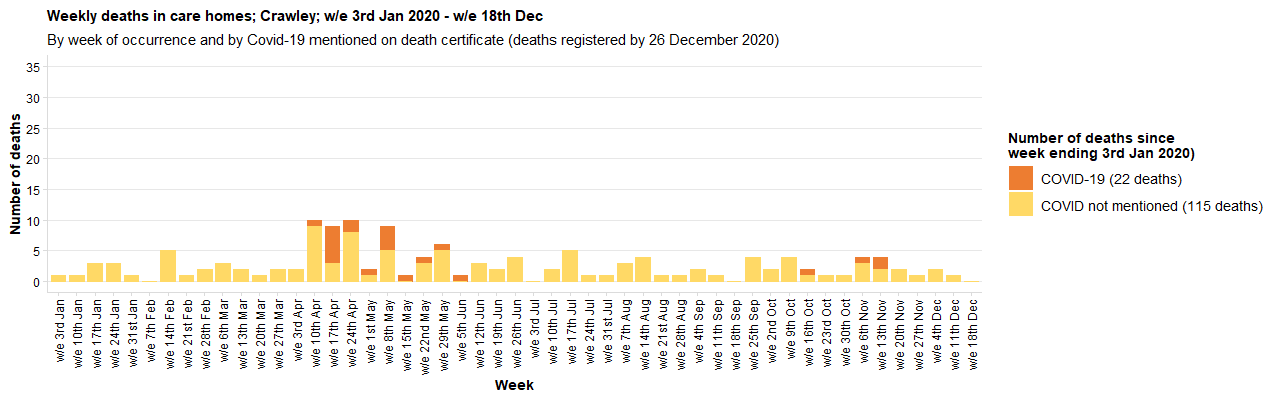 Weekly deaths in care homes; Crawley; w/e 3rd Jan 2020 - w/e 18th Dec
By week of occurrence and by Covid-19 mentioned on death certificate (deaths registered by 26 December 2020)
Number of deaths
35
30
25
20
15
10
5
0
w/e 3rd Jan
w/e 10th Jan
w/e 17th Jan
w/e 24th Jan
w/e 31st Jan
w/e 7th Feb
w/e 14th Feb
w/e 21st Feb
w/e 28th Feb
w/e 6th Mar
w/e 13th Mar
w/e 20th Mar
w/e 27th Mar
w/e 3rd Apr
w/e 10th Apr
w/e 17th Apr
w/e 24th Apr
w/e 1st May
w/e 8th May
w/e 15th May
w/e 22nd May
w/e 29th May
w/e 5th Jun
w/e 12th Jun
w/e 19th Jun
w/e 26th Jun
w/e 3rd Jul
w/e 10th Jul
w/e 17th Jul
w/e 24th Jul
w/e 31st Jul
w/e 7th Aug
w/e 14th Aug
w/e 21st Aug
w/e 28th Aug
w/e 4th Sep
w/e 11th Sep
w/e 18th Sep
w/e 25th Sep
w/e 2nd Oct
w/e 9th Oct
w/e 16th Oct
w/e 23rd Oct
w/e 30th Oct
w/e 6th Nov
w/e 13th Nov
w/e 20th Nov
w/e 27th Nov
w/e 4th Dec
w/e 11th Dec
w/e 18th Dec
Week
Number of deaths since
week ending 3rd Jan 2020)
COVID-19 (22 deaths)
COVID not mentioned (115 deaths)